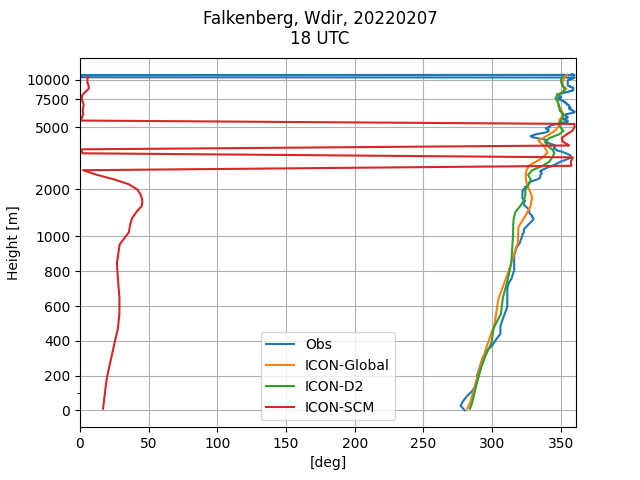 Falkenberg, Wdir, 20220207
18 UTC
Height [m]
10000
7500
5000
2000
1000
800
600
400
200
0
Obs
ICON-Global
ICON-D2
ICON-SCM
0 50 100 150 200 250 300 350
[deg]